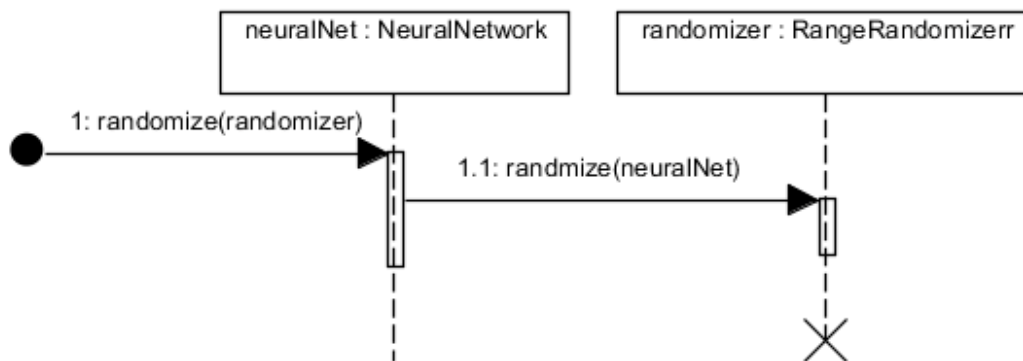 neuralNet : NeuralNetwork
randomizer : RangeRandomizerr
1: randomize(randomizer)
1.1: randmize(neuralNet)